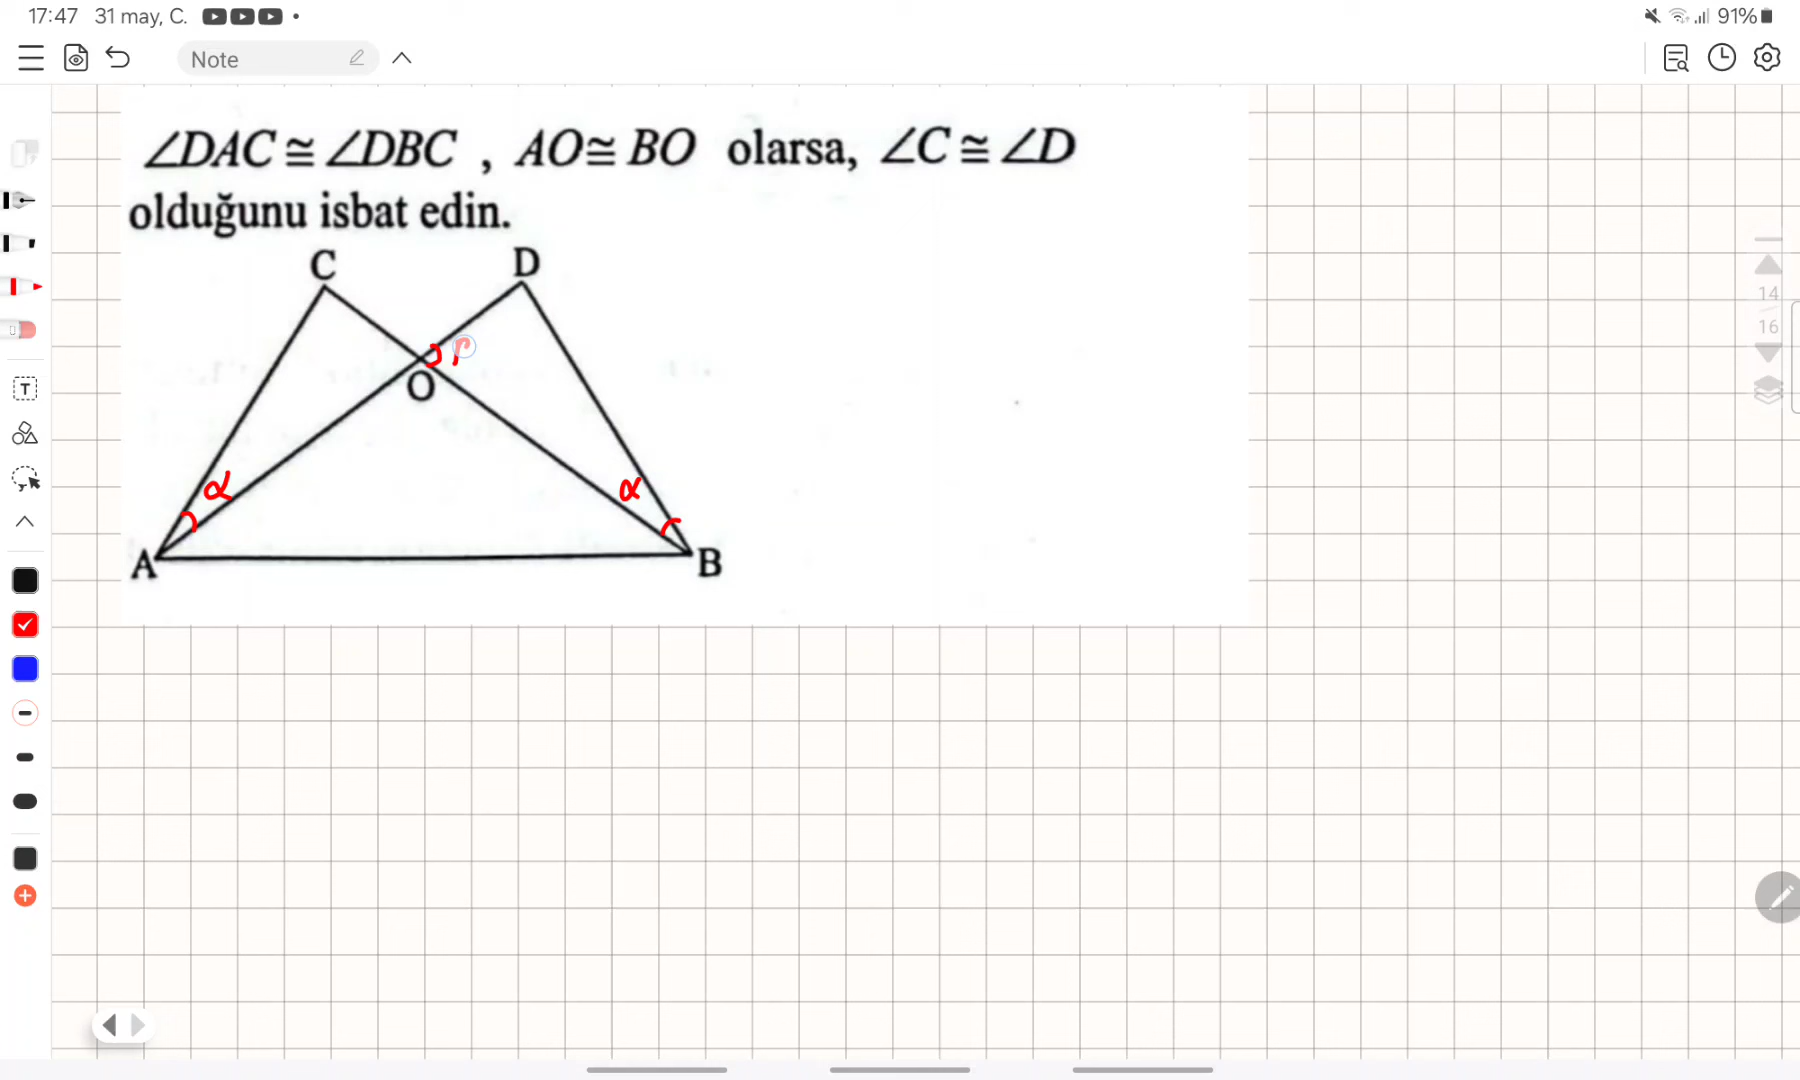 17:47 31 may, C.
91%
Note
∠DAC ≅ ∠DBC , AO ≅ BO olarsa, ∠C ≅ ∠D
olduğunu isbat edin.
C
D
O
α
α
A
B
T
14
16